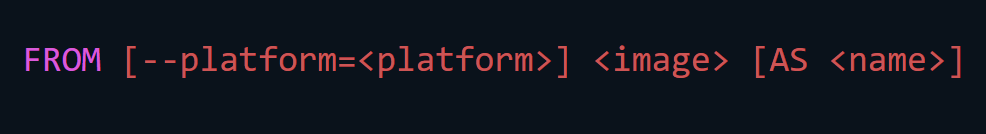 FROM [--platform=<platform>] <image> [AS <name>]